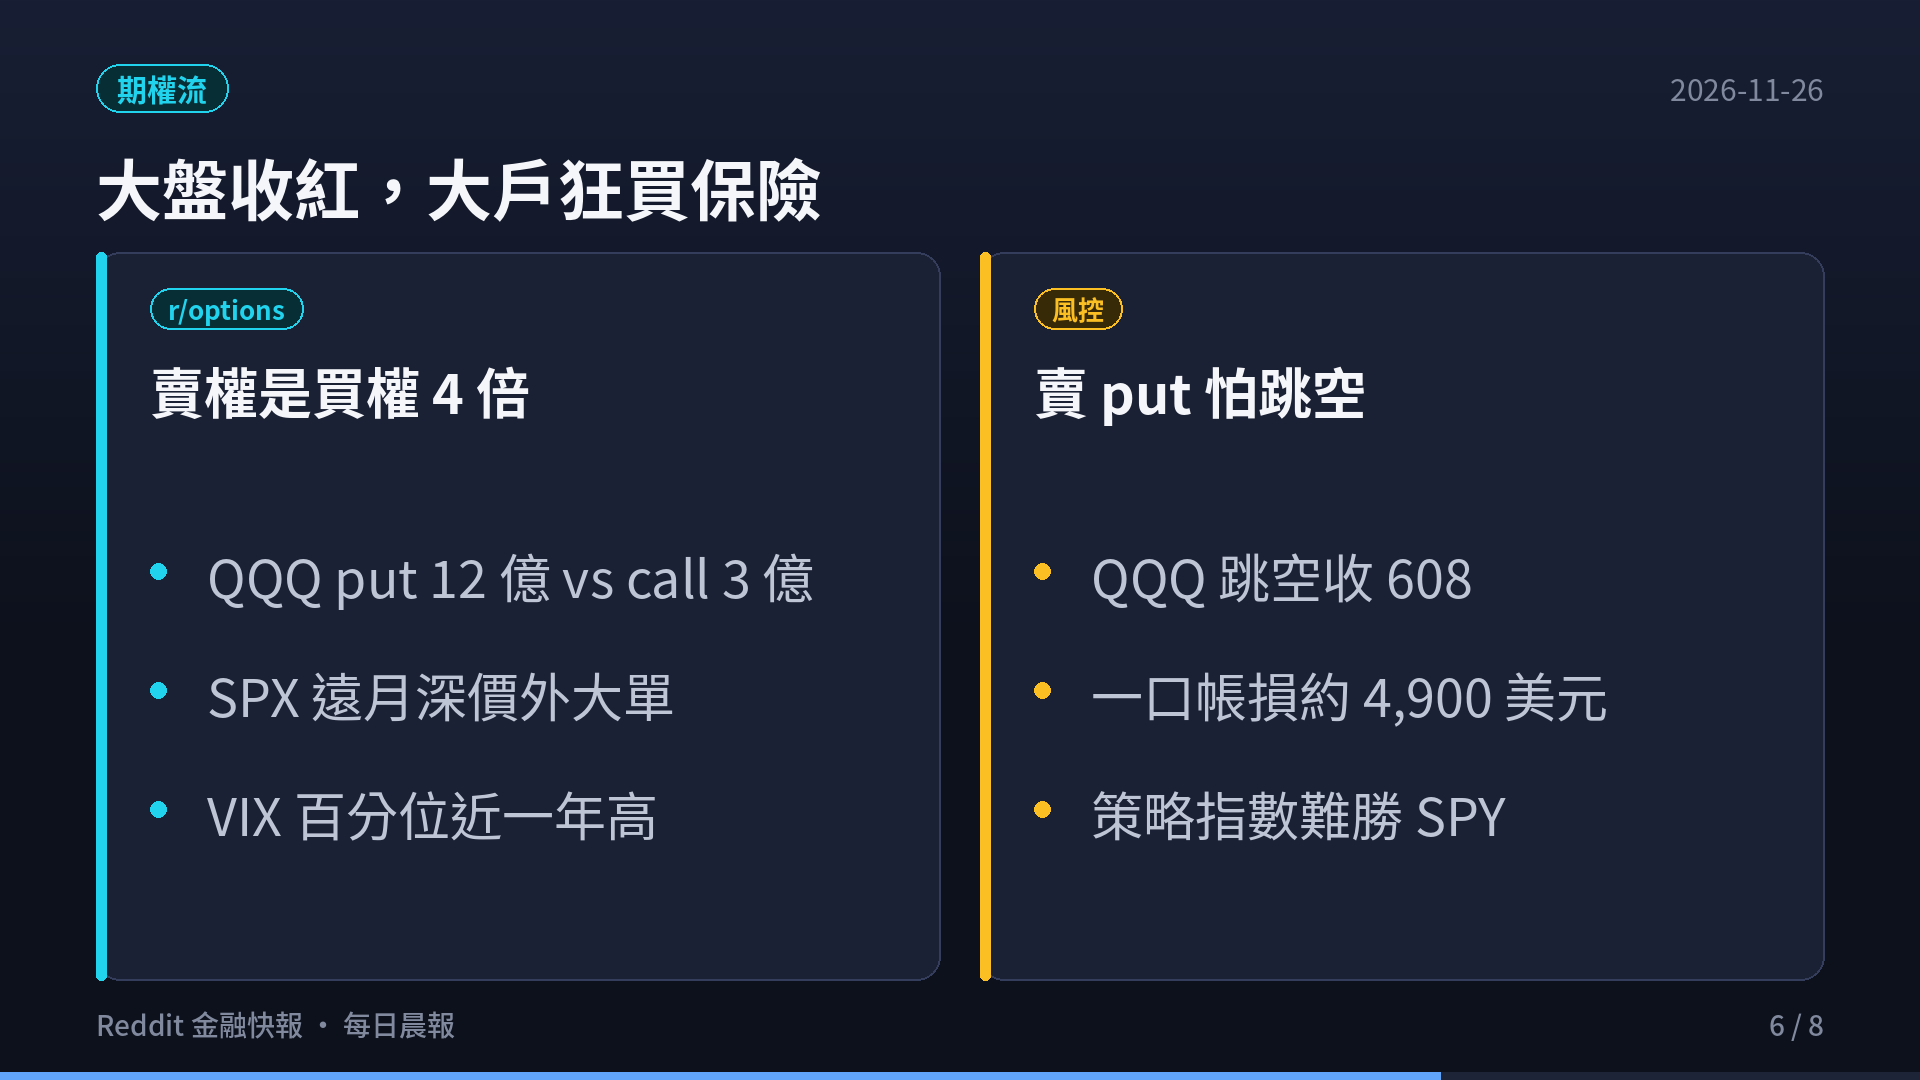 期權流
2026-11-26
大盤收紅，大戶狂買保險
r/options
賣權是買權 4 倍
QQQ put 12 億 vs call 3 億
SPX 遠月深價外大單
VIX 百分位近一年高
風控
賣 put 怕跳空
QQQ 跳空收 608
一口帳損約 4,900 美元
策略指數難勝 SPY
Reddit 金融快報 · 每日晨報
6 / 8